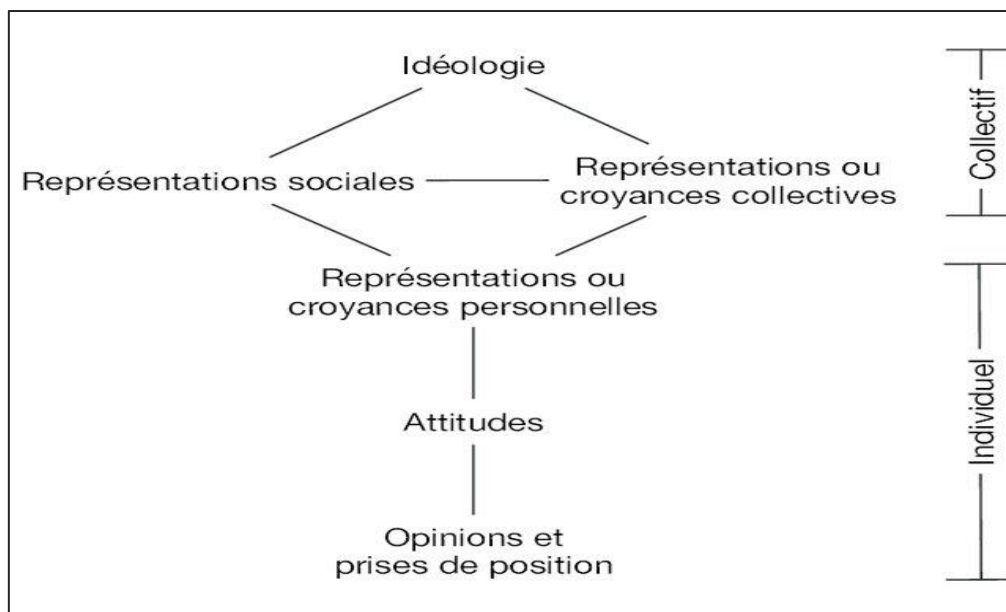 Idéologie
Représentations sociales
Représentations ou
croyances collectives
Représentations ou
croyances personnelles
Attitudes
Opinions et
prises de position
Collectif
Individuel